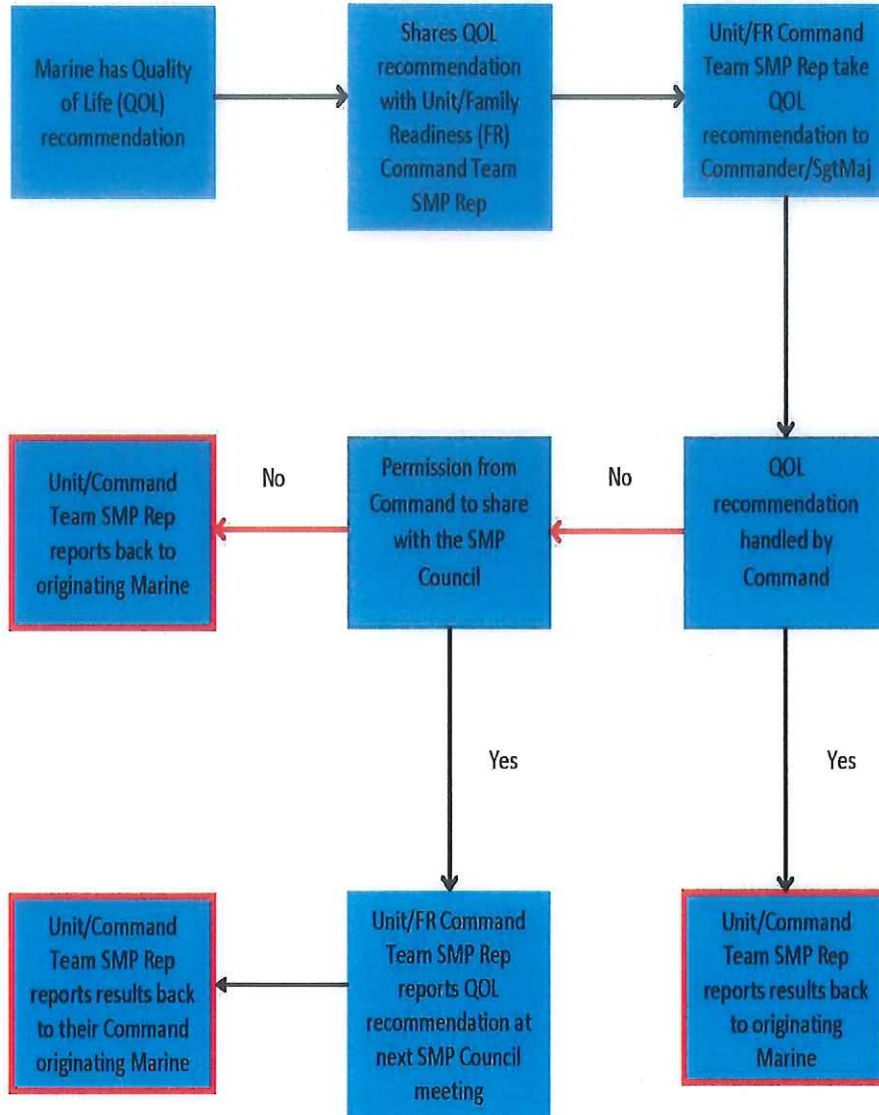 Marine has Quality
of Life (QOL)
recommendation
Shares QOL
recommendation
with Unit/Family
Readiness (FR)
Command Team
SMP Rep
Unit/FR Command
Team SMP Rep take
QOL
recommendation to
Commander/SgtMaj
Unit/Command
Team SMP Rep
reports back to
originating Marine
No
Permission from
Command to share
with the SMP
Council
No
QOL
recommendation
handled by
Command
Yes
Yes
Unit/Command
Team SMP Rep
reports results back
to their Command
originating Marine
Unit/FR Command
Team SMP Rep
reports QOL
recommendation at
next SMP Council
meeting
Unit/Command
Team SMP Rep
reports results back
to originating
Marine